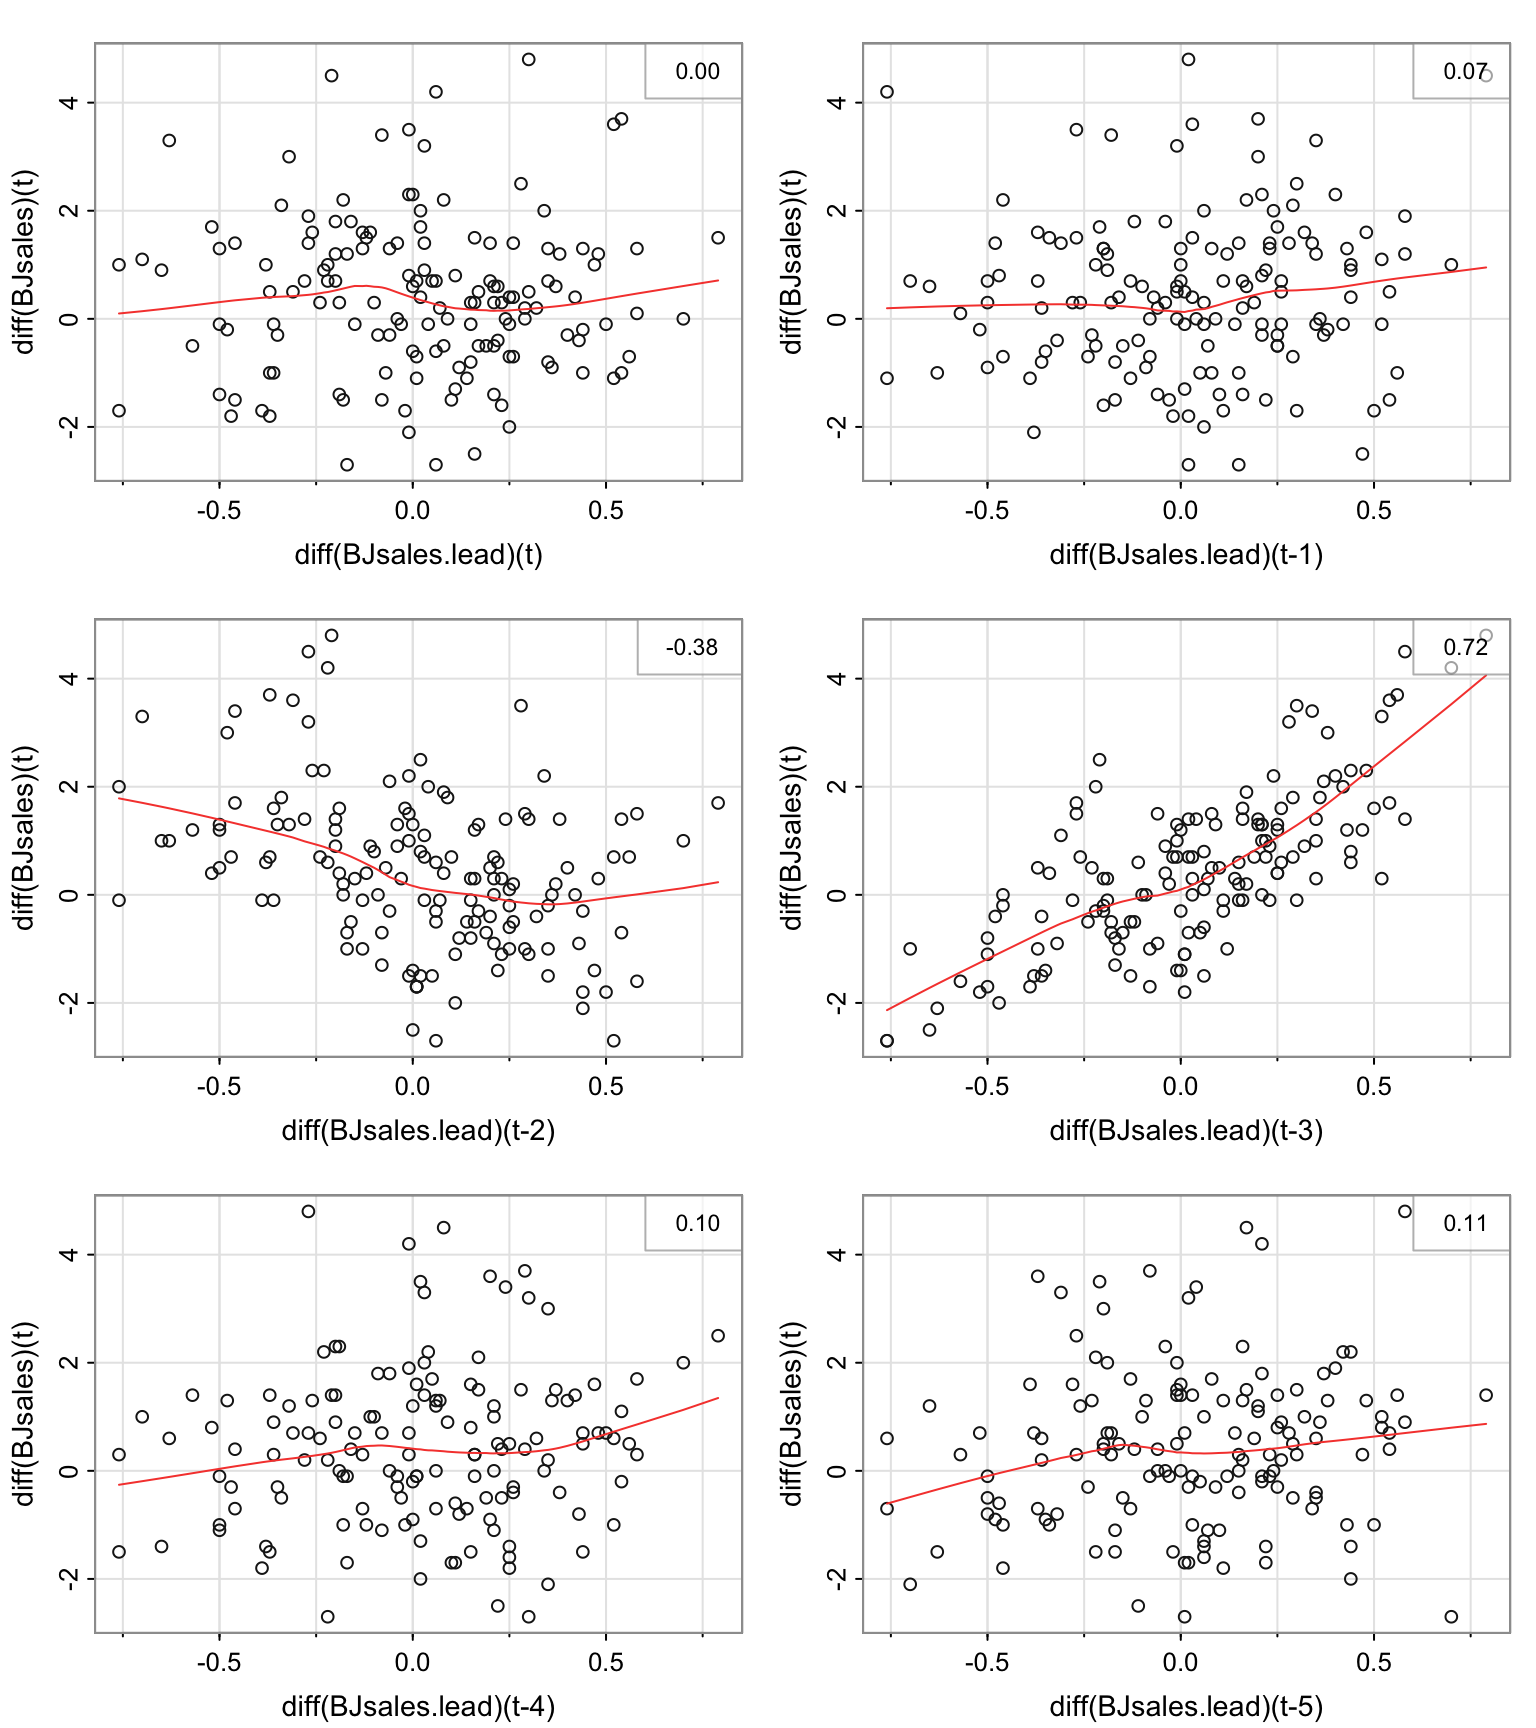 0.00
diff(BJsales)(t)
4
2
0
-2
-0.5 0.0 0.5
diff(BJsales.lead)(t)
0.07
diff(BJsales)(t)
4
2
0
-2
-0.5 0.0 0.5
diff(BJsales.lead)(t-1)
-0.38
diff(BJsales)(t)
4
2
0
-2
-0.5 0.0 0.5
diff(BJsales.lead)(t-2)
0.72
diff(BJsales)(t)
4
2
0
-2
-0.5 0.0 0.5
diff(BJsales.lead)(t-3)
0.10
diff(BJsales)(t)
4
2
0
-2
-0.5 0.0 0.5
diff(BJsales.lead)(t-4)
0.11
diff(BJsales)(t)
4
2
0
-2
-0.5 0.0 0.5
diff(BJsales.lead)(t-5)